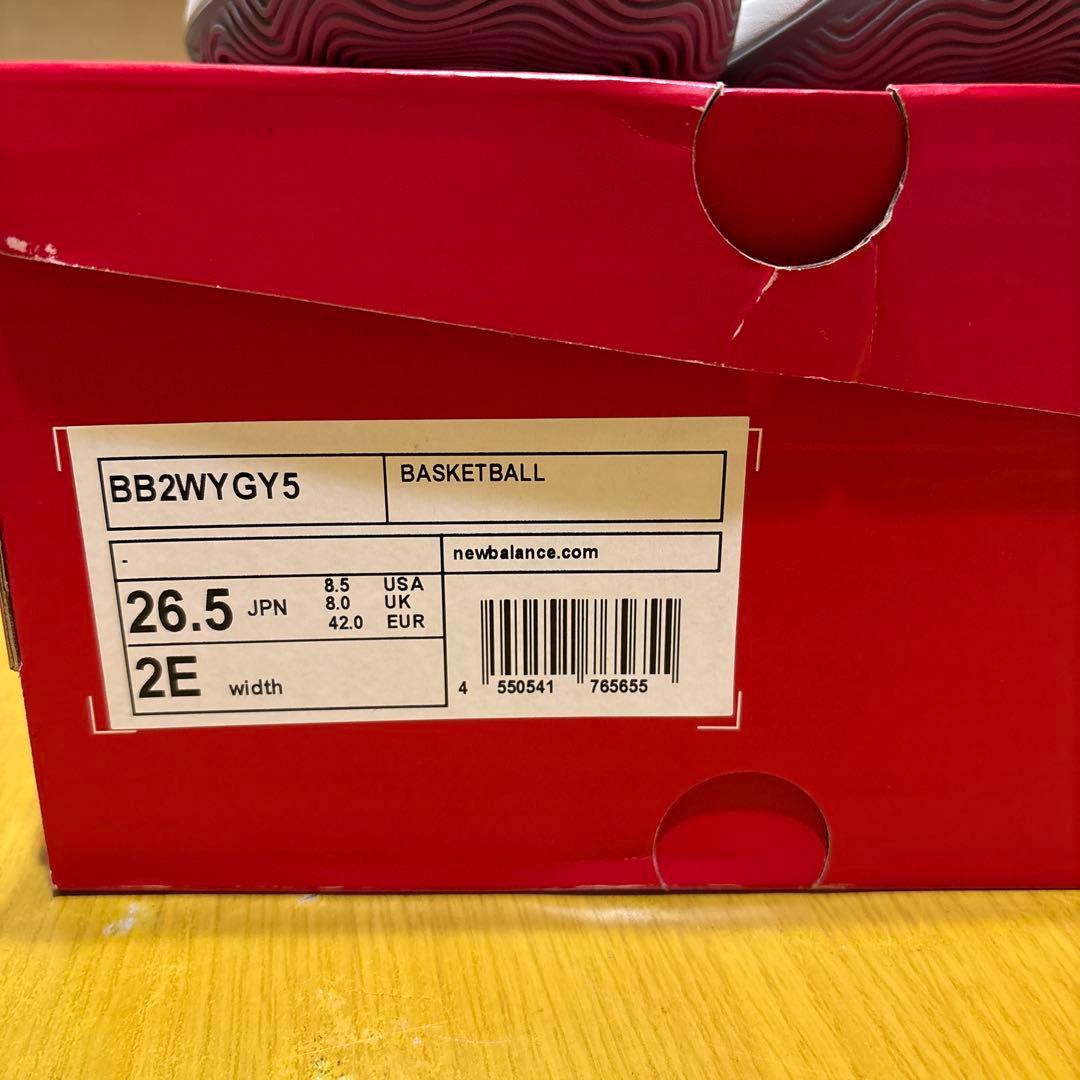 BB2WYGY5
BASKETBALL
-
newbalance.com
26.5 JPN
8.5 USA
8.0 UK
42.0 EUR
2E width
4 550541 765655